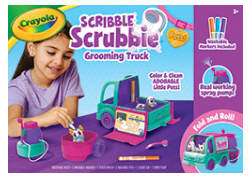 Crayola
SCRIBBLE
Scrubbie
Pets!
Grooming Truck
Washable
Markers Included!
Color & Clean
ADORABLE
Little Pets!
Real working
spray pump!
Fold and Roll!